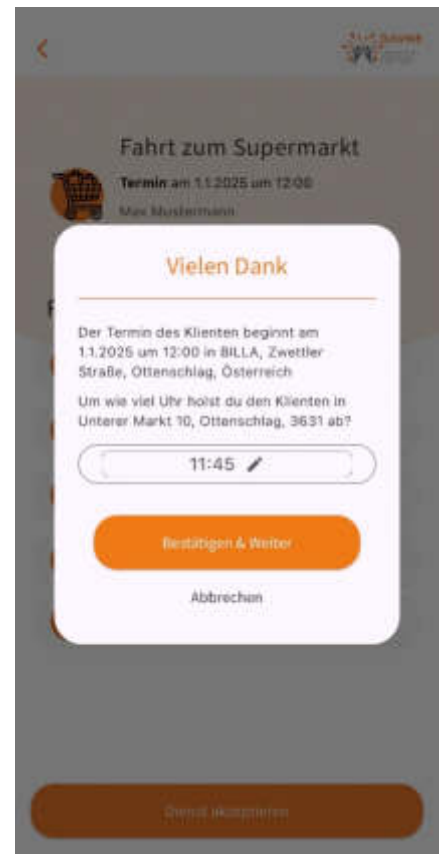 Fahrt zum Supermarkt
Termin am 1.1.2025 um 12:00
Max Mustermann
Vielen Dank
Der Termin des Klienten beginnt am
1.1.2025 um 12:00 in BILLA, Zwettler
Straße, Ottenschlag, Österreich
Um wie viel Uhr holst du den Klienten in
Unterer Markt 10, Ottenschlag, 3631 ab?
11:45
Bestätigen & Weiter
Abbrechen
Dienst akzeptieren